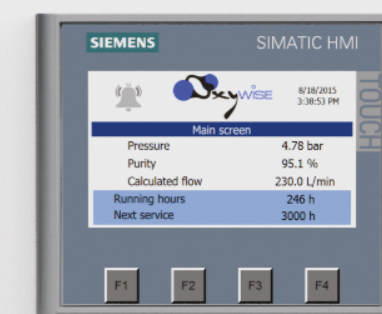 SIEMENS SIMATIC HMI
Oxywise 8/18/2015
3:38:53 PM
TOUCH
Main screen
Pressure 4.78 bar
Purity 95.1 %
Calculated flow 230.0 L/min
Running hours 246 h
Next service 3000 h
F1 F2 F3 F4